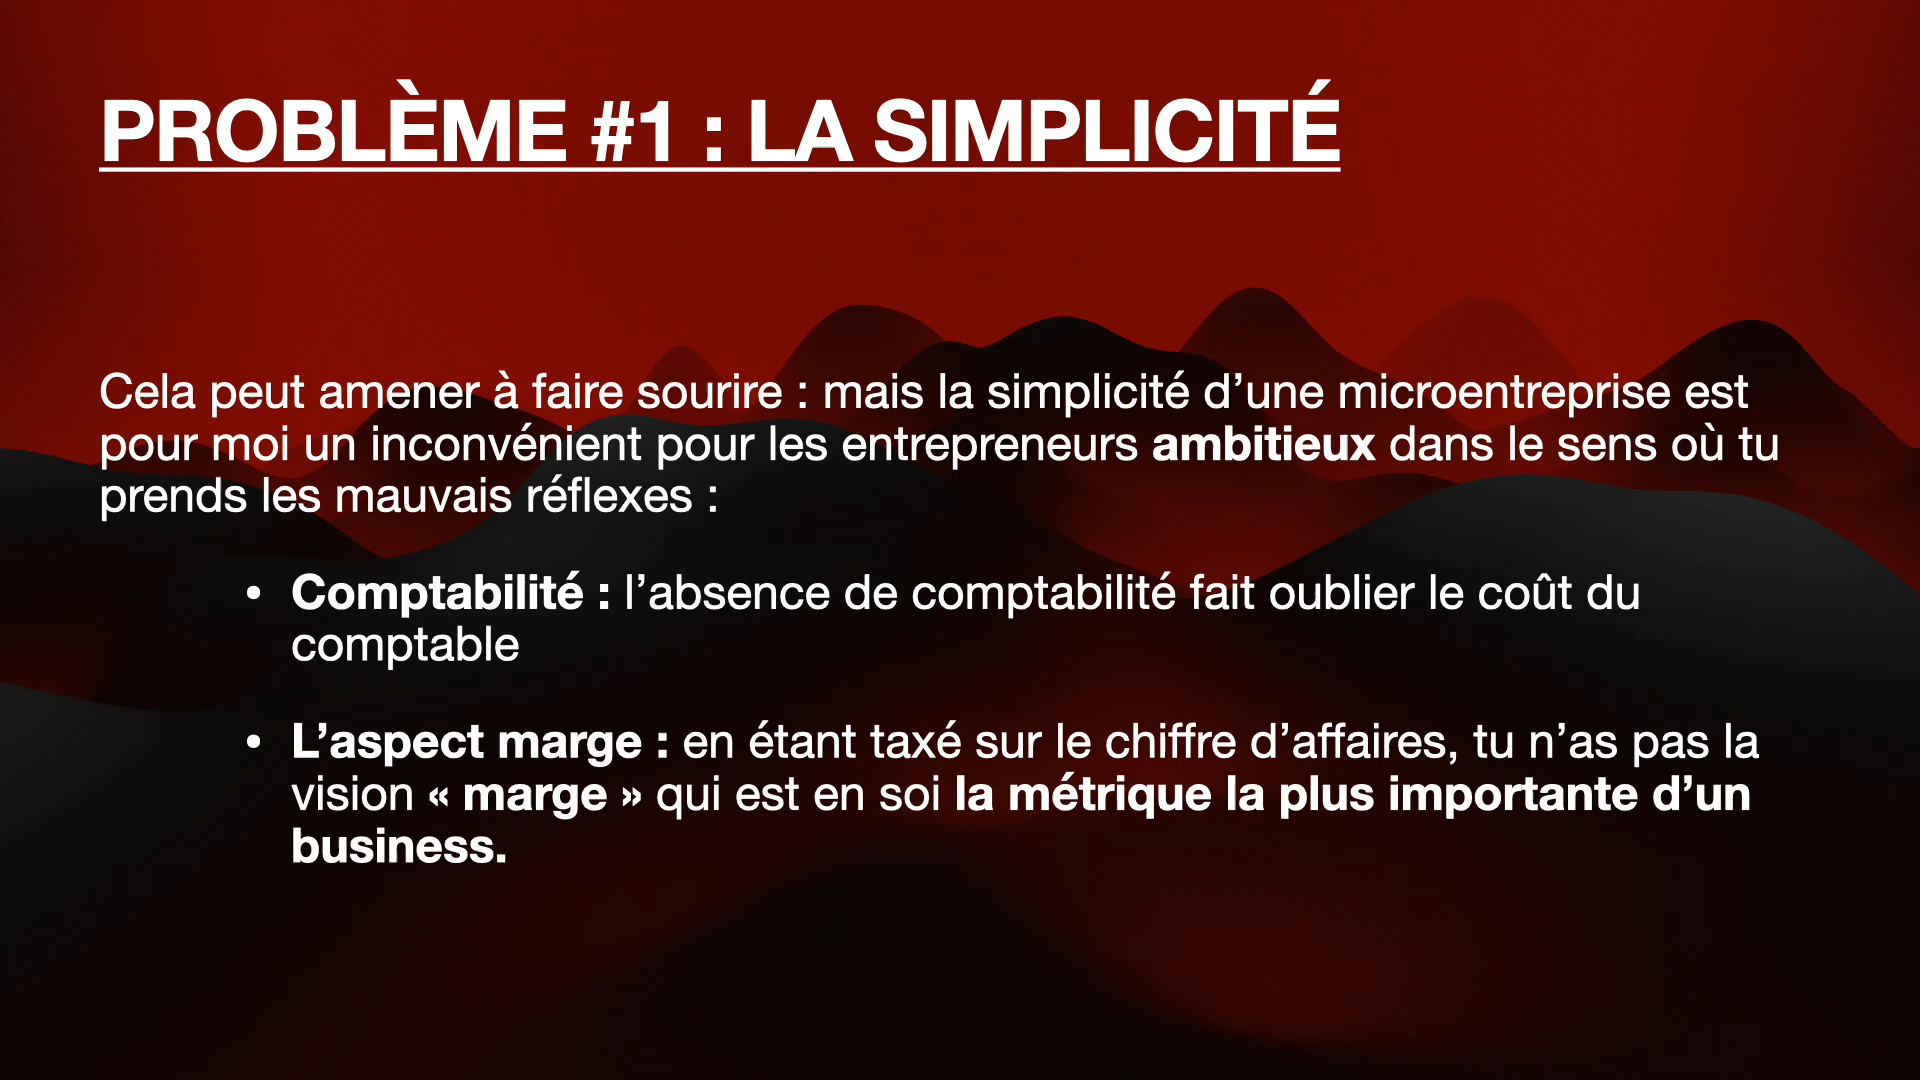 PROBLÈME #1 : LA SIMPLICITÉ
Cela peut amener à faire sourire : mais la simplicité d’une microentreprise est
pour moi un inconvénient pour les entrepreneurs ambitieux dans le sens où tu
prends les mauvais réflexes :
• Comptabilité : l’absence de comptabilité fait oublier le coût du
comptable
• L’aspect marge : en étant taxé sur le chiffre d’affaires, tu n’as pas la
vision « marge » qui est en soi la métrique la plus importante d’un
business.